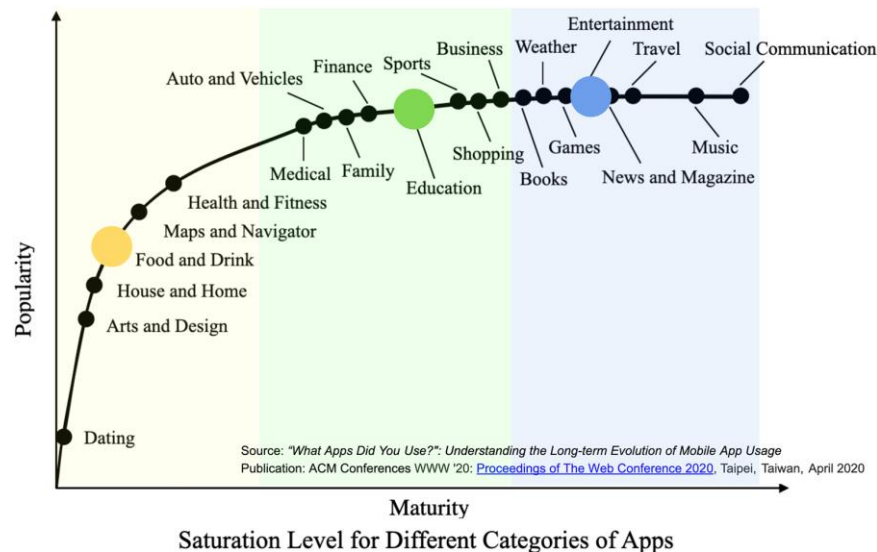 Entertainment
Business
Weather
Travel
Social Communication
Finance
Sports
Auto and Vehicles
Medical
Family
Education
Shopping
Books
Games
News and Magazine
Music
Health and Fitness
Maps and Navigator
Food and Drink
House and Home
Arts and Design
Dating
Popularity
Source: "What Apps Did You Use?": Understanding the Long-term Evolution of Mobile App Usage
Publication: ACM Conferences WWW '20: Proceedings of The Web Conference 2020, Taipei, Taiwan, April 2020
Maturity
Saturation Level for Different Categories of Apps